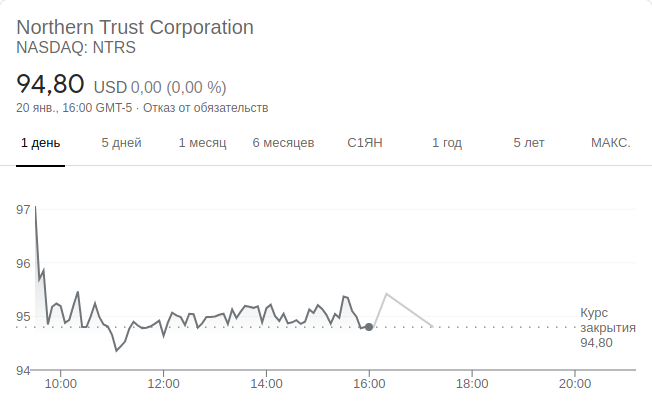 Northern Trust Corporation
NASDAQ: NTRS
94,80 USD 0,00 (0,00 %)
20 янв., 16:00 GMT-5 · Отказ от обязательств
1 день 5 дней 1 месяц 6 месяцев С1ЯН 1 год 5 лет МАКС.
97
96
95
94
Курс
закрытия
94,80
10:00 12:00 14:00 16:00 18:00 20:00